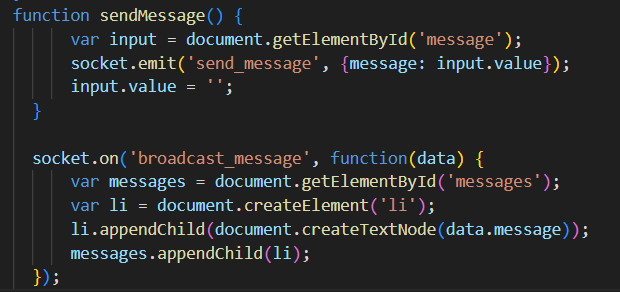 function sendMessage() {
var input = document.getElementById('message');
socket.emit('send_message', {message: input.value});
input.value = '';
}
socket.on('broadcast_message', function(data) {
var messages = document.getElementById('messages');
var li = document.createElement('li');
li.appendChild(document.createTextNode(data.message));
messages.appendChild(li);
});